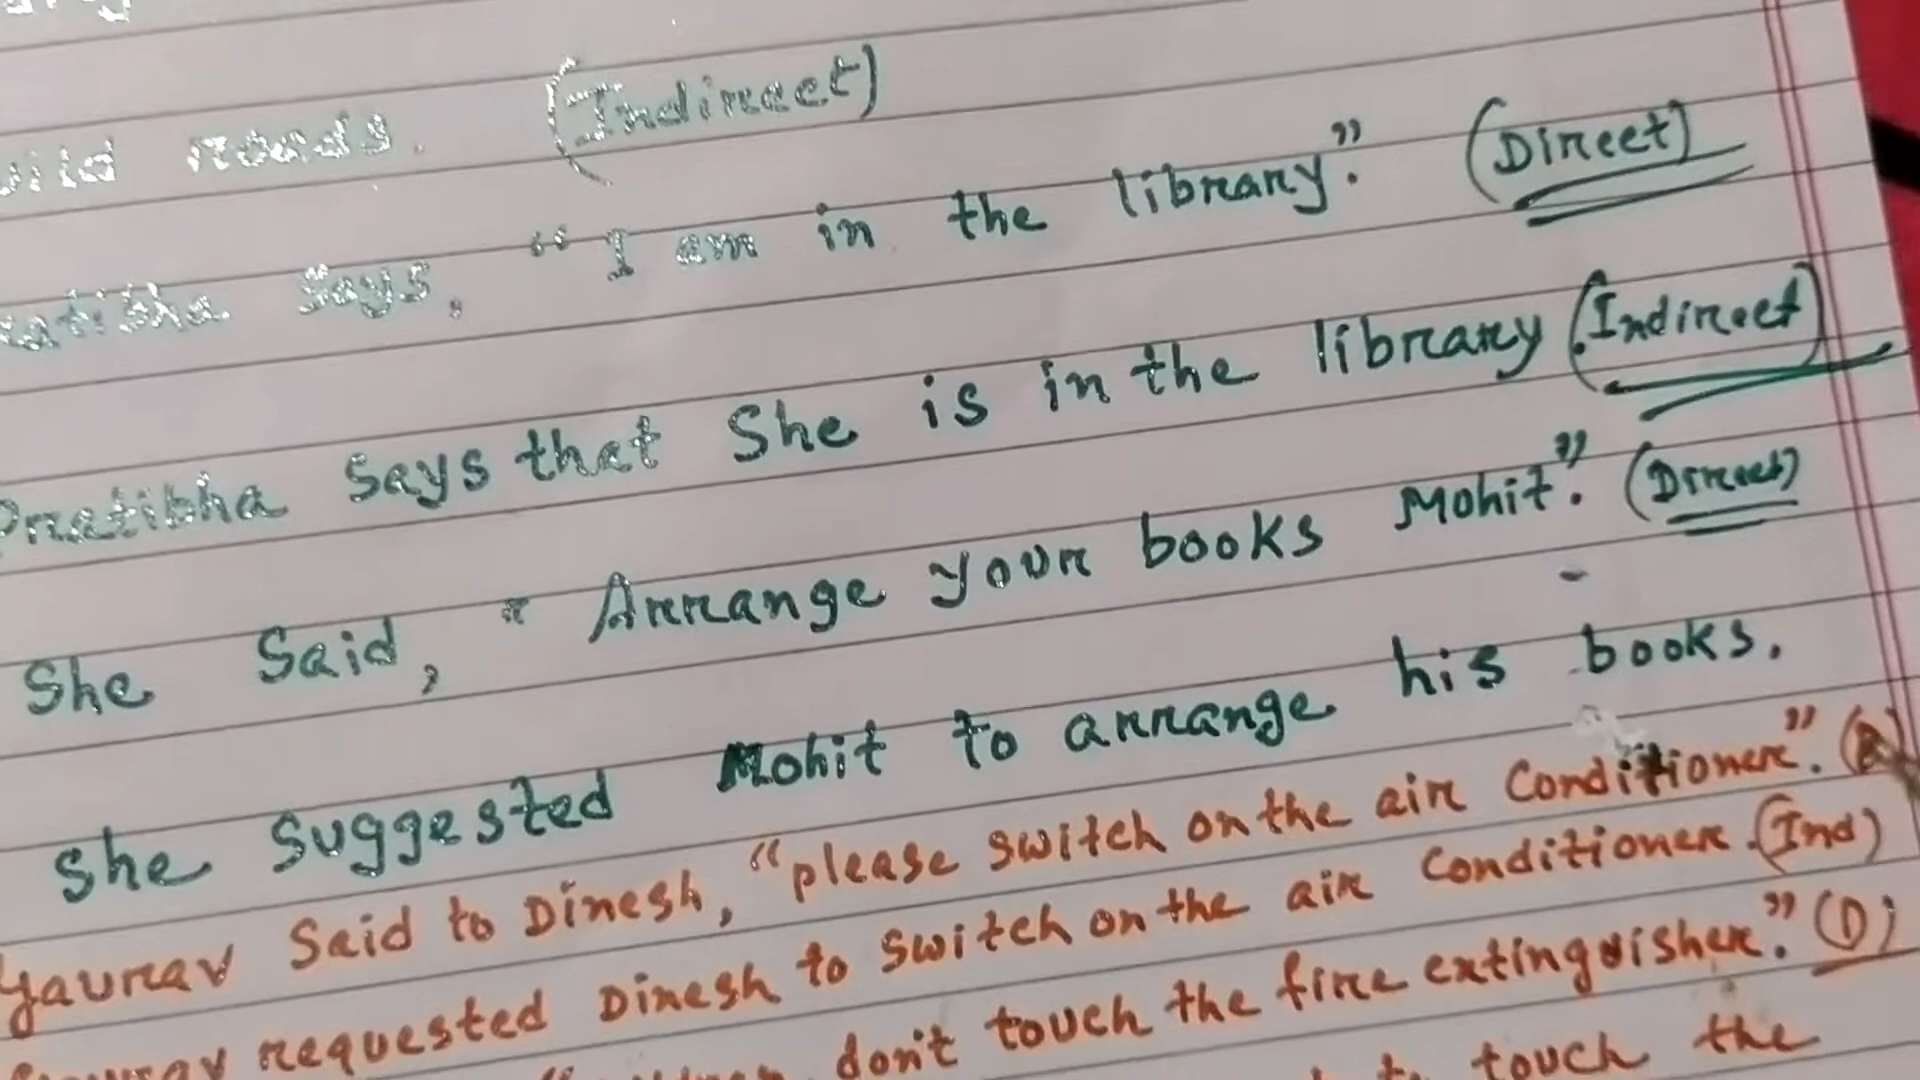 roads. (Indirect)
says, "I am in the library". (Direct)
Pratibha says that She is in the library (Indirect)
She Said, "Arrange your books Mohit". (Direct)
She suggested Mohit to arrange his books.
Gaurav Said to Dinesh, "please switch on the air Conditioner".
requested Dinesh to switch on the air Conditioner. (Ind)
don't touch the fire extinguisher." (D)
touch the